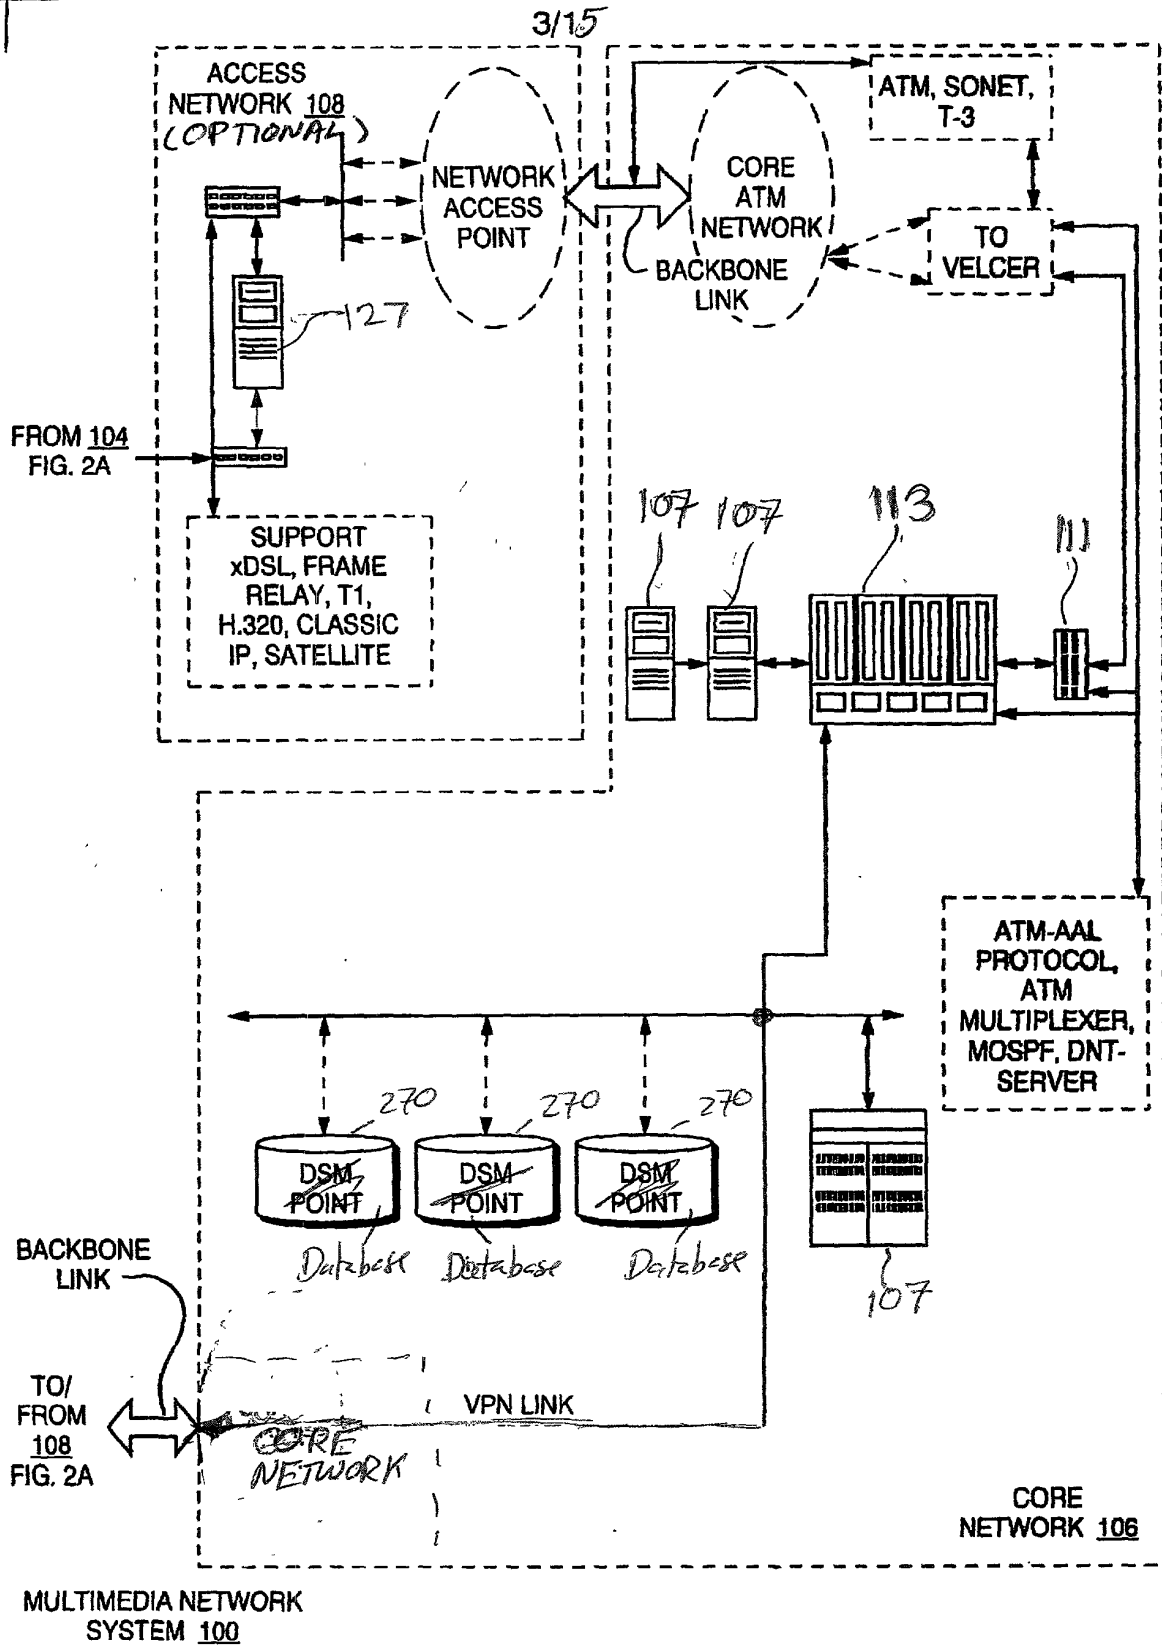 3/15
ACCESS
NETWORK 108
(OPTIONAL)
NETWORK
ACCESS
POINT
CORE
ATM
NETWORK
ATM, SONET,
T-3
TO
VELCER
BACKBONE
LINK
127
FROM 104
FIG. 2A
SUPPORT
xDSL, FRAME
RELAY, T1,
H.320, CLASSIC
IP, SATELLITE
107
107
113
111
ATM-AAL
PROTOCOL,
ATM
MULTIPLEXER,
MOSPF, DNT-
SERVER
270
270
270
DSM
POINT
DSM
POINT
DSM
POINT
Database
Database
Database
107
BACKBONE
LINK
TO/
FROM
108
FIG. 2A
VPN LINK
CORE
NETWORK
CORE
NETWORK 106
MULTIMEDIA NETWORK
SYSTEM 100